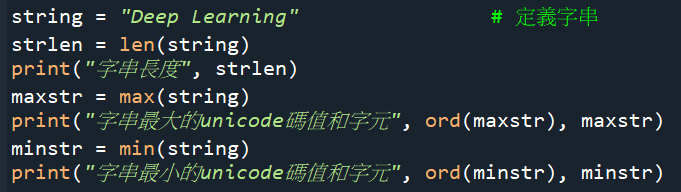 string = "Deep Learning"                # 定義字串
strlen = len(string)
print("字串長度", strlen)
maxstr = max(string)
print("字串最大的unicode碼值和字元", ord(maxstr), maxstr)
minstr = min(string)
print("字串最小的unicode碼值和字元", ord(minstr), minstr)